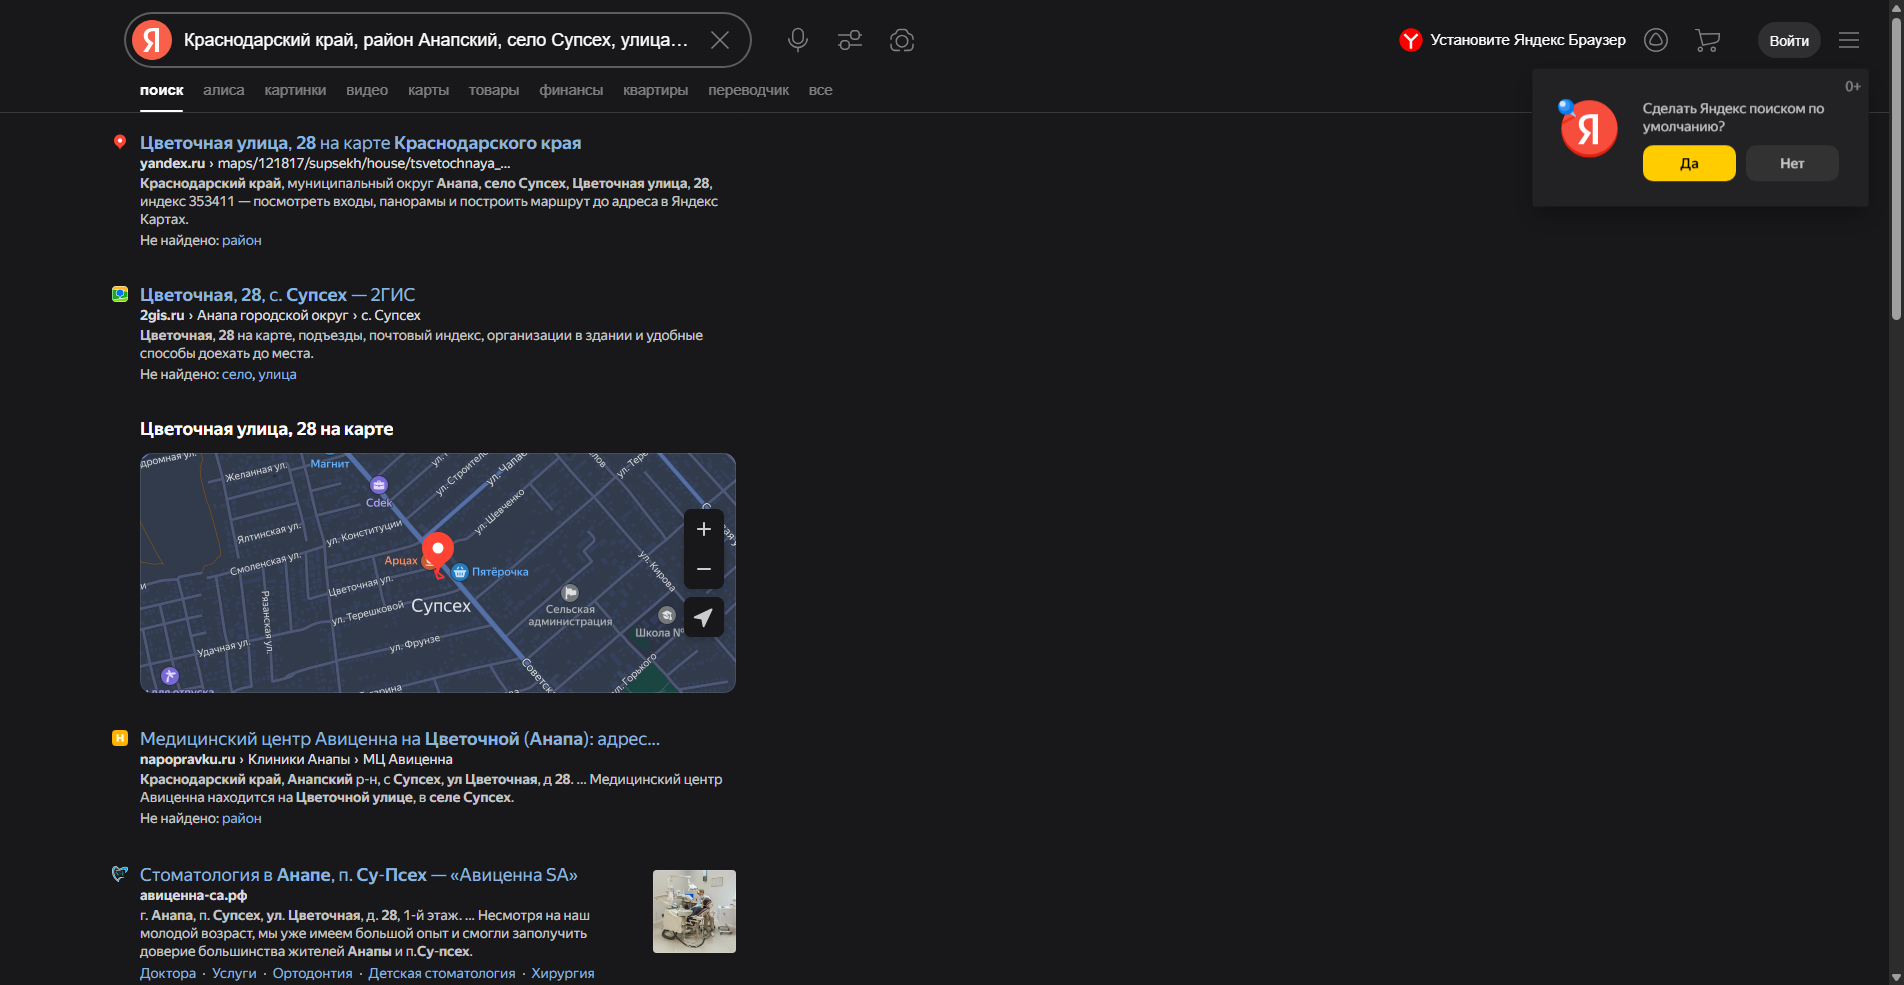 Я Краснодарский край, район Анапский, село Супсех, улица...
Установите Яндекс Браузер
Войти
поиск алиса картинки видео карты товары финансы квартиры переводчик все
0+
Сделать Яндекс поиском по
умолчанию?
Да Нет
Цветочная улица, 28 на карте Краснодарского края
yandex.ru › maps/121817/supsekh/house/tsvetochnaya_...
Краснодарский край, муниципальный округ Анапа, село Супсех, Цветочная улица, 28,
индекс 353411 — посмотреть входы, панорамы и построить маршрут до адреса в Яндекс
Картах.
Не найдено: район
Цветочная, 28, с. Супсех — 2ГИС
2gis.ru › Анапа городской округ › с. Супсех
Цветочная, 28 на карте, подъезды, почтовый индекс, организации в здании и удобные
способы доехать до места.
Не найдено: село, улица
Цветочная улица, 28 на карте
Магнит
Желанная ул.
ул. Строителе
ул. Чапае
Cdek
ул. Шевченко
Ялтинская ул.
ул. Конституции
Смоленская ул.
Арцах
Пятёрочка
Цветочная ул.
ул. Кирова
Рязанская ул.
ул. Терешковой
Супсех
Сельская
администрация
Школа №
Удачная ул.
ул. Фрунзе
Советск
ул. Горького
Медицинский центр Авиценна на Цветочной (Анапа): адрес...
napopravku.ru › Клиники Анапы › МЦ Авиценна
Краснодарский край, Анапский р-н, с Супсех, ул Цветочная, д 28. ... Медицинский центр
Авиценна находится на Цветочной улице, в селе Супсех.
Не найдено: район
Стоматология в Анапе, п. Су-Псех — «Авиценна SA»
авиценна-са.рф
г. Анапа, п. Супсех, ул. Цветочная, д. 28, 1-й этаж. ... Несмотря на наш
молодой возраст, мы уже имеем большой опыт и смогли заполучить
доверие большинства жителей Анапы и п.Су-псех.
Доктора · Услуги · Ортодонтия · Детская стоматология · Хирургия